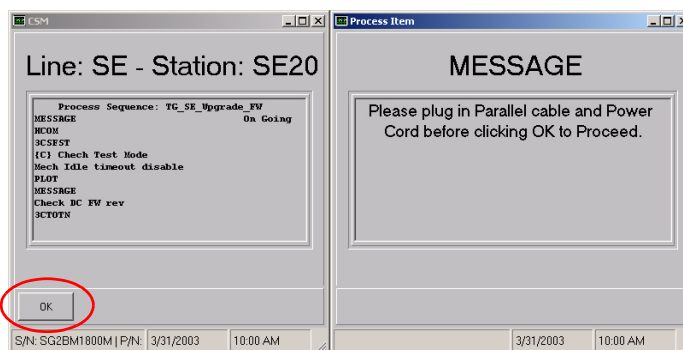 CSM
Line: SE - Station: SE20
Process Sequence: TG_SE_Upgrade_FW
MESSAGE On Going
HCOM
3CSEST
{C} Chech Test Mode
Mech Idle timeout disable
PLOT
MESSAGE
Check DC FW rev
3CTOTN
OK
S/N: SG2BM1800M | P/N: 3/31/2003 10:00 AM
Process Item
MESSAGE
Please plug in Parallel cable and Power
Cord before clicking OK to Proceed.
3/31/2003 10:00 AM